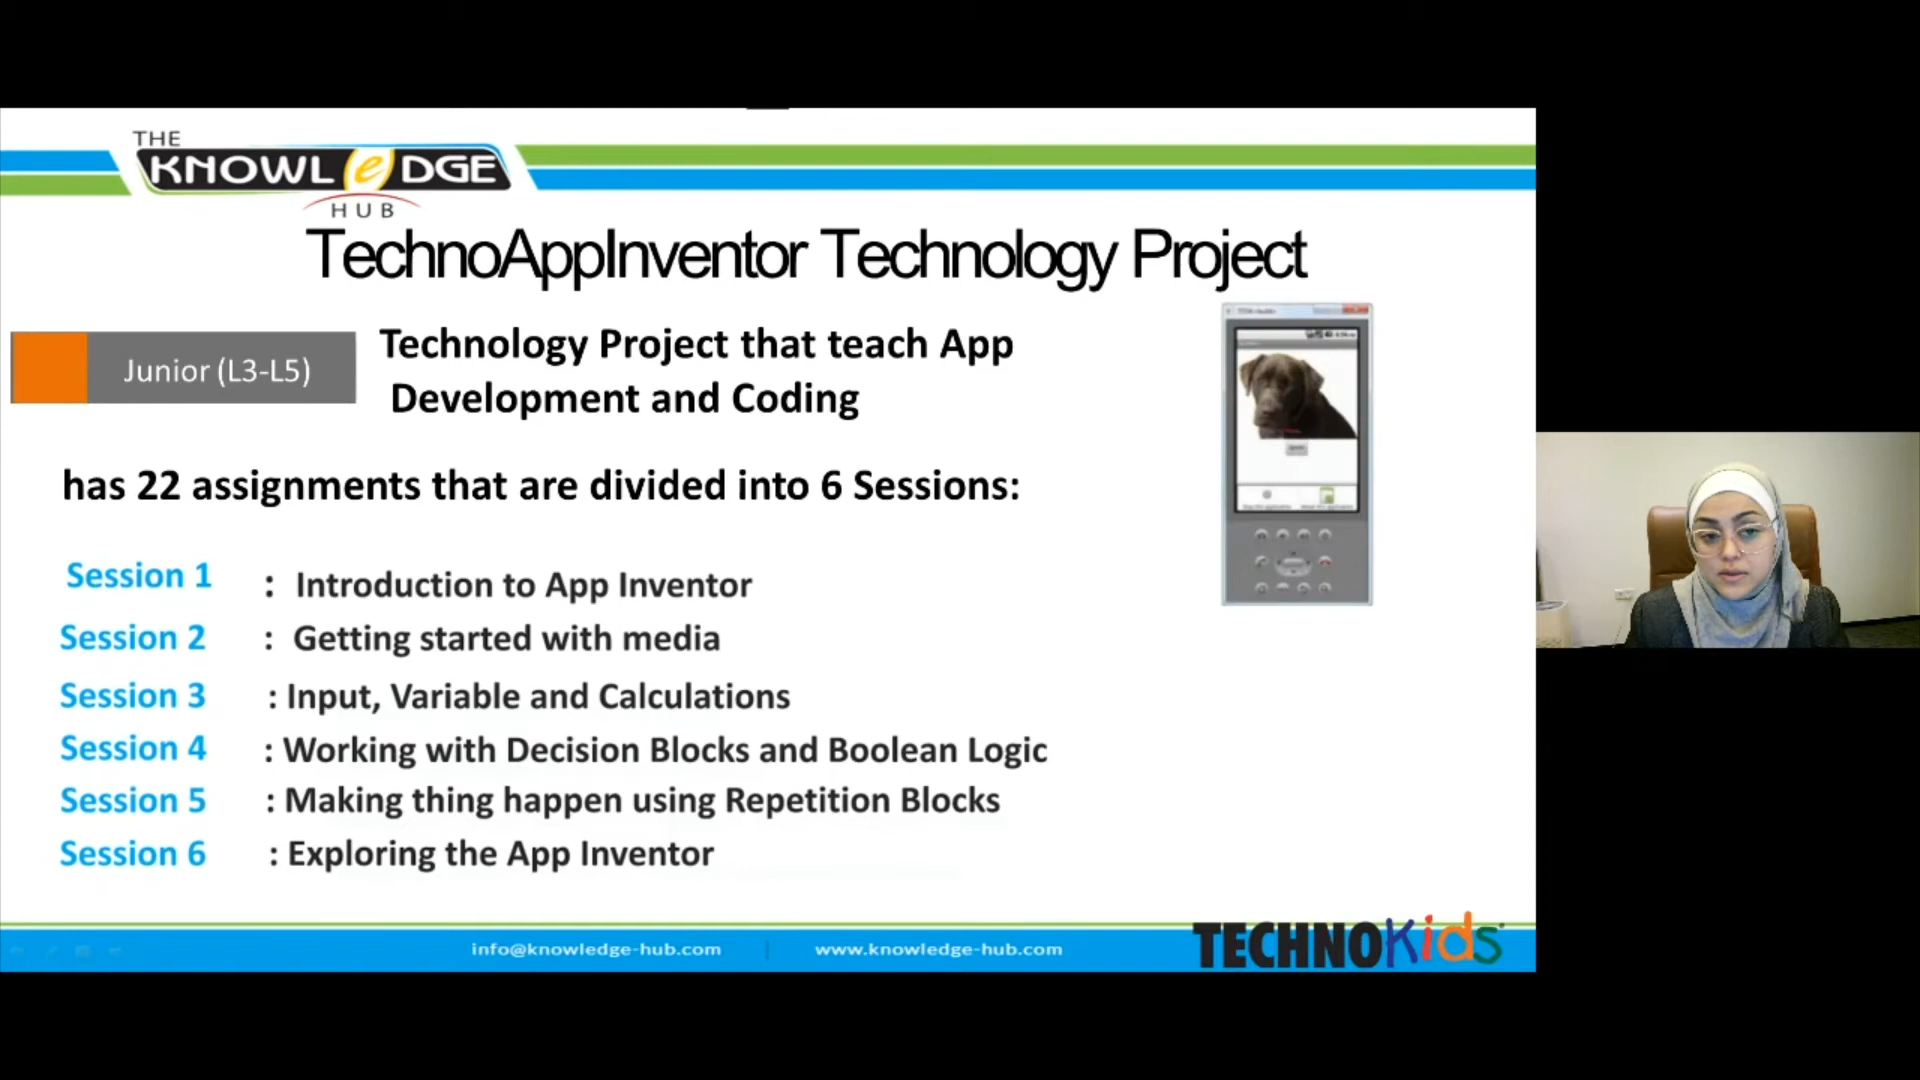 THE
KNOWLeDGE
HUB
TechnoAppInventor Technology Project
Junior (L3-L5)
Technology Project that teach App
Development and Coding
has 22 assignments that are divided into 6 Sessions:
Session 1 : Introduction to App Inventor
Session 2 : Getting started with media
Session 3 : Input, Variable and Calculations
Session 4 : Working with Decision Blocks and Boolean Logic
Session 5 : Making thing happen using Repetition Blocks
Session 6 : Exploring the App Inventor
info@knowledge-hub.com | www.knowledge-hub.com
TECHNOKids